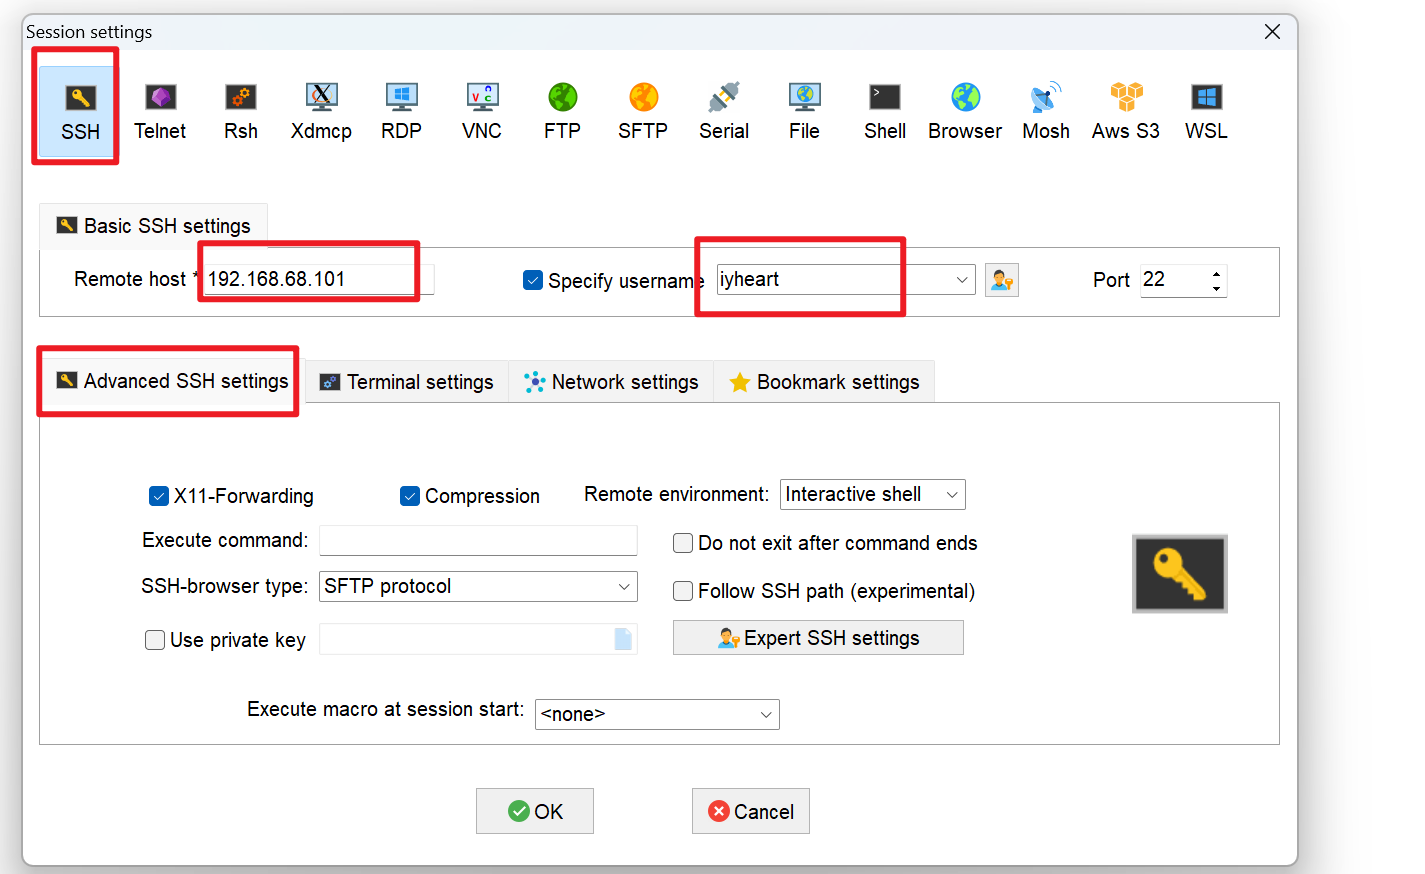 Session settings
SSH Telnet Rsh Xdmcp RDP VNC FTP SFTP Serial File Shell Browser Mosh Aws S3 WSL
Basic SSH settings
Remote host * 192.168.68.101 Specify username iyheart Port 22
Advanced SSH settings Terminal settings Network settings Bookmark settings
X11-Forwarding Compression Remote environment: Interactive shell
Execute command: Do not exit after command ends
SSH-browser type: SFTP protocol Follow SSH path (experimental)
Use private key Expert SSH settings
Execute macro at session start: <none>
OK Cancel